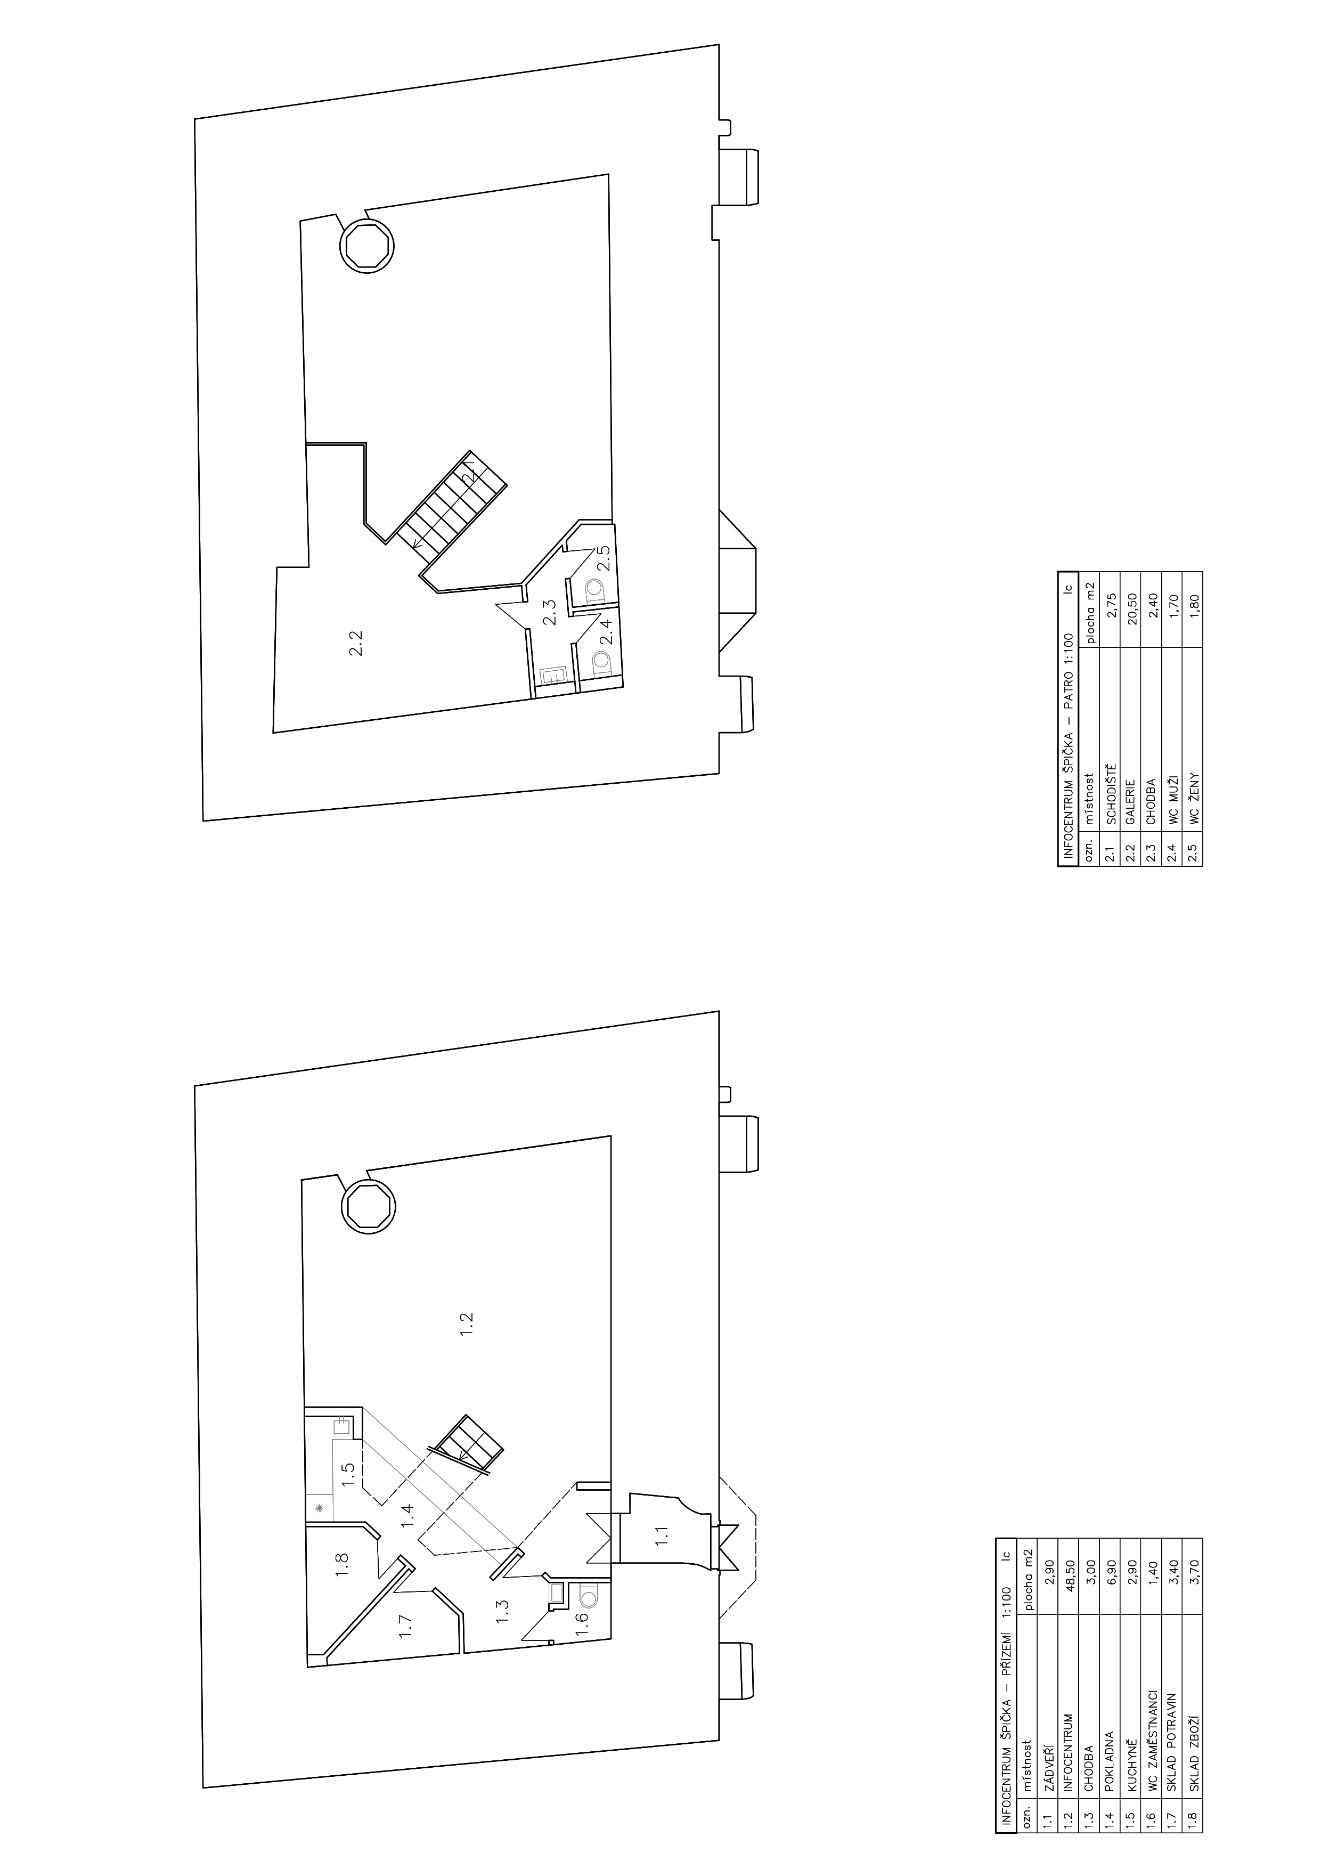 INFOCENTRUM ŠPIČKA – PŘÍZEMÍ 1:100 Ic
ozn. místnost plocha m2
1.1 ZÁDVEŘÍ 2,90
1.2 INFOCENTRUM 48,50
1.3 CHODBA 3,00
1.4 POKLADNA 6,90
1.5 KUCHYNĚ 2,90
1.6 WC ZAMĚSTNANCI 1,40
1.7 SKLAD POTRAVIN 3,40
1.8 SKLAD ZBOŽÍ 3,70
1.8
1.5
1.4
1.7
1.2
1.3
1.6
1.1
INFOCENTRUM ŠPIČKA – PATRO 1:100 Ic
ozn. místnost plocha m2
2.1 SCHODIŠTĚ 2,75
2.2 GALERIE 20,50
2.3 CHODBA 2,40
2.4 WC MUŽI 1,70
2.5 WC ŽENY 1,80
2.2
2.1
2.3
2.4
2.5